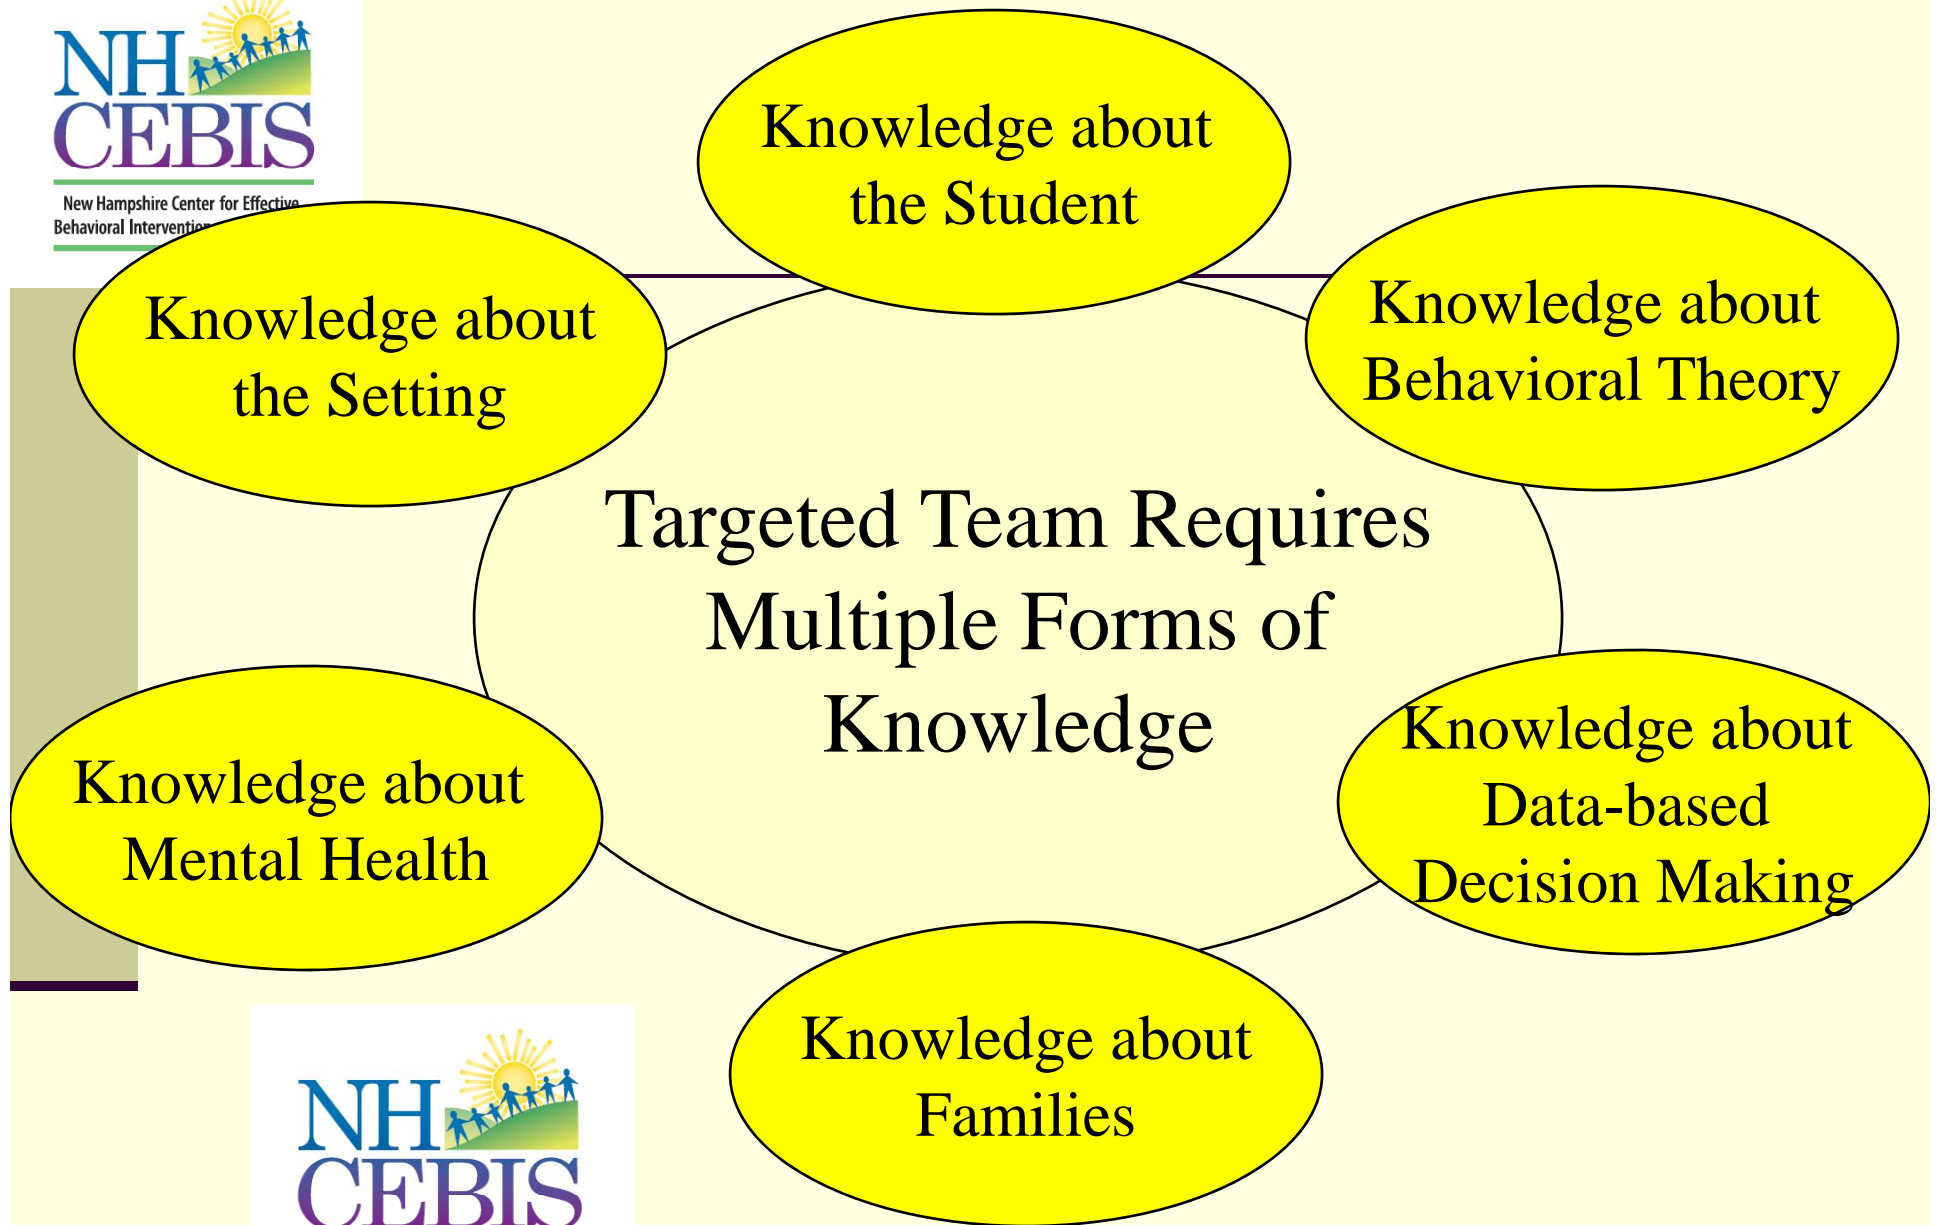 NH
CEBIS
New Hampshire Center for Effective
Behavioral
Knowledge about
the Student
Knowledge about
Behavioral Theory
Knowledge about
the Setting
Targeted Team Requires
Multiple Forms of
Knowledge
Knowledge about
Data-based
Decision Making
Knowledge about
Mental Health
Knowledge about
Families
NH
CEBIS